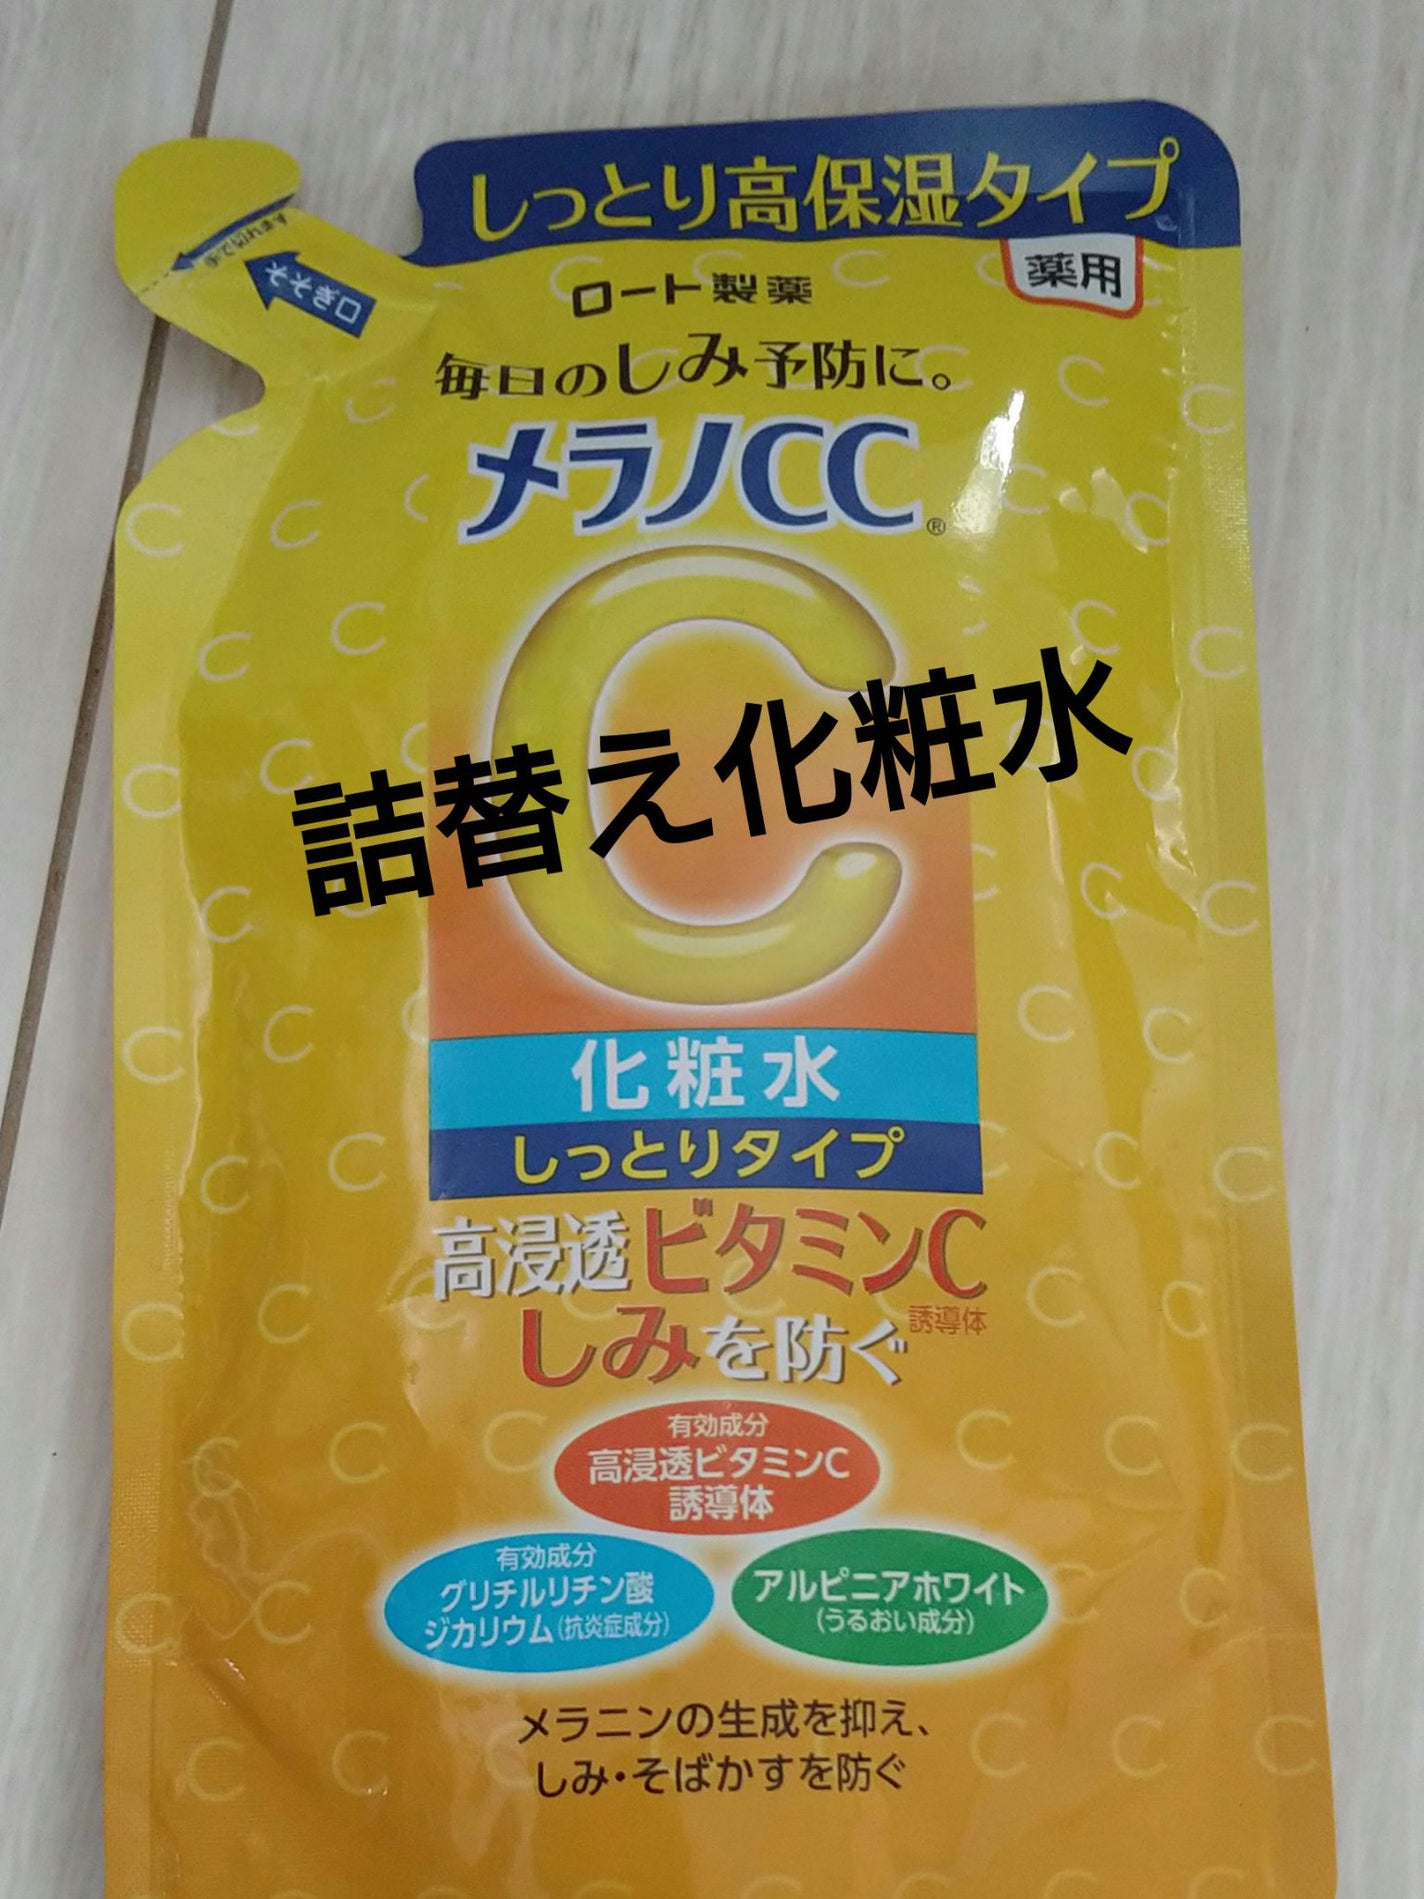 しっとり高保湿タイプ
薬用
手で切れます
そそぎ口
ロート製薬
毎日のしみ予防に。
メラノCC®
C
詰替え化粧水
化粧水
しっとりタイプ
高浸透ビタミンC
誘導体
しみを防ぐ
有効成分
高浸透ビタミンC
誘導体
有効成分
グリチルリチン酸
ジカリウム(抗炎症成分)
アルピニアホワイト
(うるおい成分)
メラニンの生成を抑え、
しみ・そばかすを防ぐ